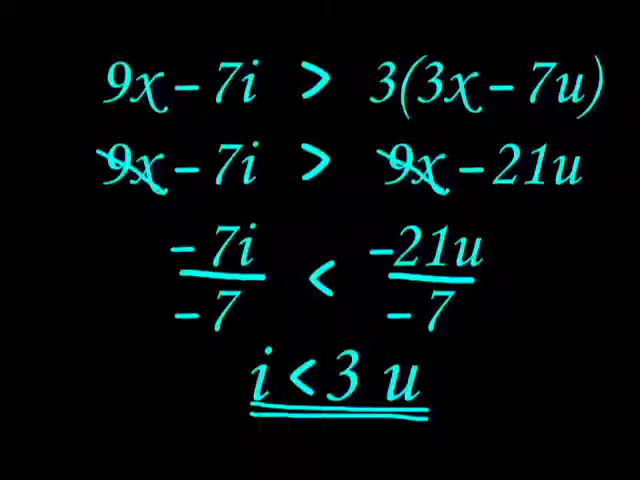 9x - 7i > 3(3x - 7u)
9x - 7i > 9x - 21u
-7i < -21u
-7 -7
i < 3 u